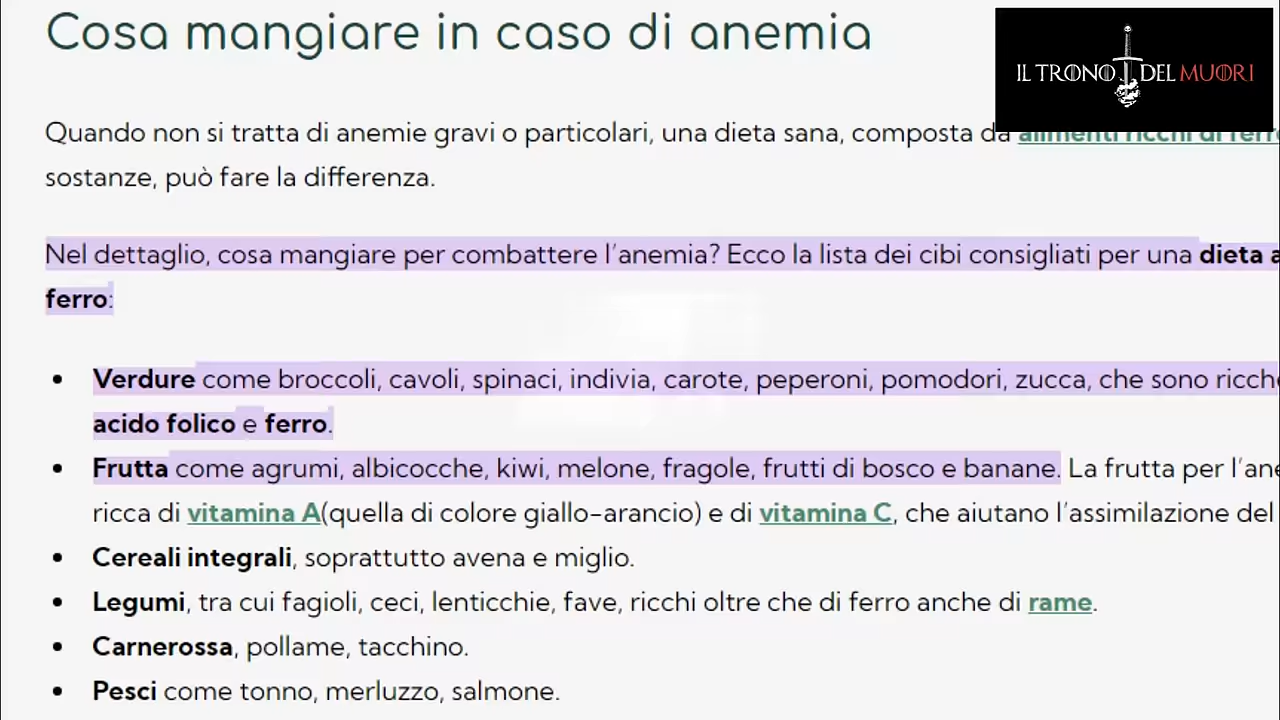 Cosa mangiare in caso di anemia
IL TRONO DEL MUORI
Quando non si tratta di anemie gravi o particolari, una dieta sana, composta da alimenti ricchi di
sostanze, può fare la differenza.
Nel dettaglio, cosa mangiare per combattere l'anemia? Ecco la lista dei cibi consigliati per una dieta
ferro:
• Verdure come broccoli, cavoli, spinaci, indivia, carote, peperoni, pomodori, zucca, che sono
acido folico e ferro.
• Frutta come agrumi, albicocche, kiwi, melone, fragole, frutti di bosco e banane. La frutta per
ricca di vitamina A(quella di colore giallo-arancio) e di vitamina C, che aiutano l'assimilazione del
• Cereali integrali, soprattutto avena e miglio.
• Legumi, tra cui fagioli, ceci, lenticchie, fave, ricchi oltre che di ferro anche di rame.
• Carnerossa, pollame, tacchino.
• Pesci come tonno, merluzzo, salmone.